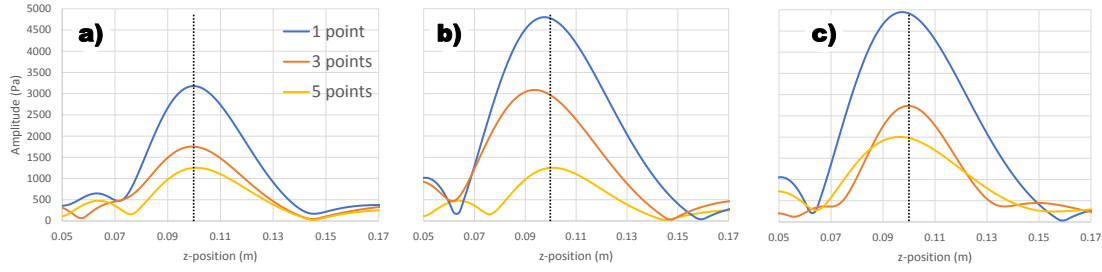 a)
b)
c)
1 point
3 points
5 points
Amplitude (Pa)
5000
4500
4000
3500
3000
2500
2000
1500
1000
500
0
0.05 0.07 0.09 0.11 0.13 0.15 0.17
0.05 0.07 0.09 0.11 0.13 0.15 0.17
0.05 0.07 0.09 0.11 0.13 0.15 0.17
z-position (m)
z-position (m)
z-position (m)